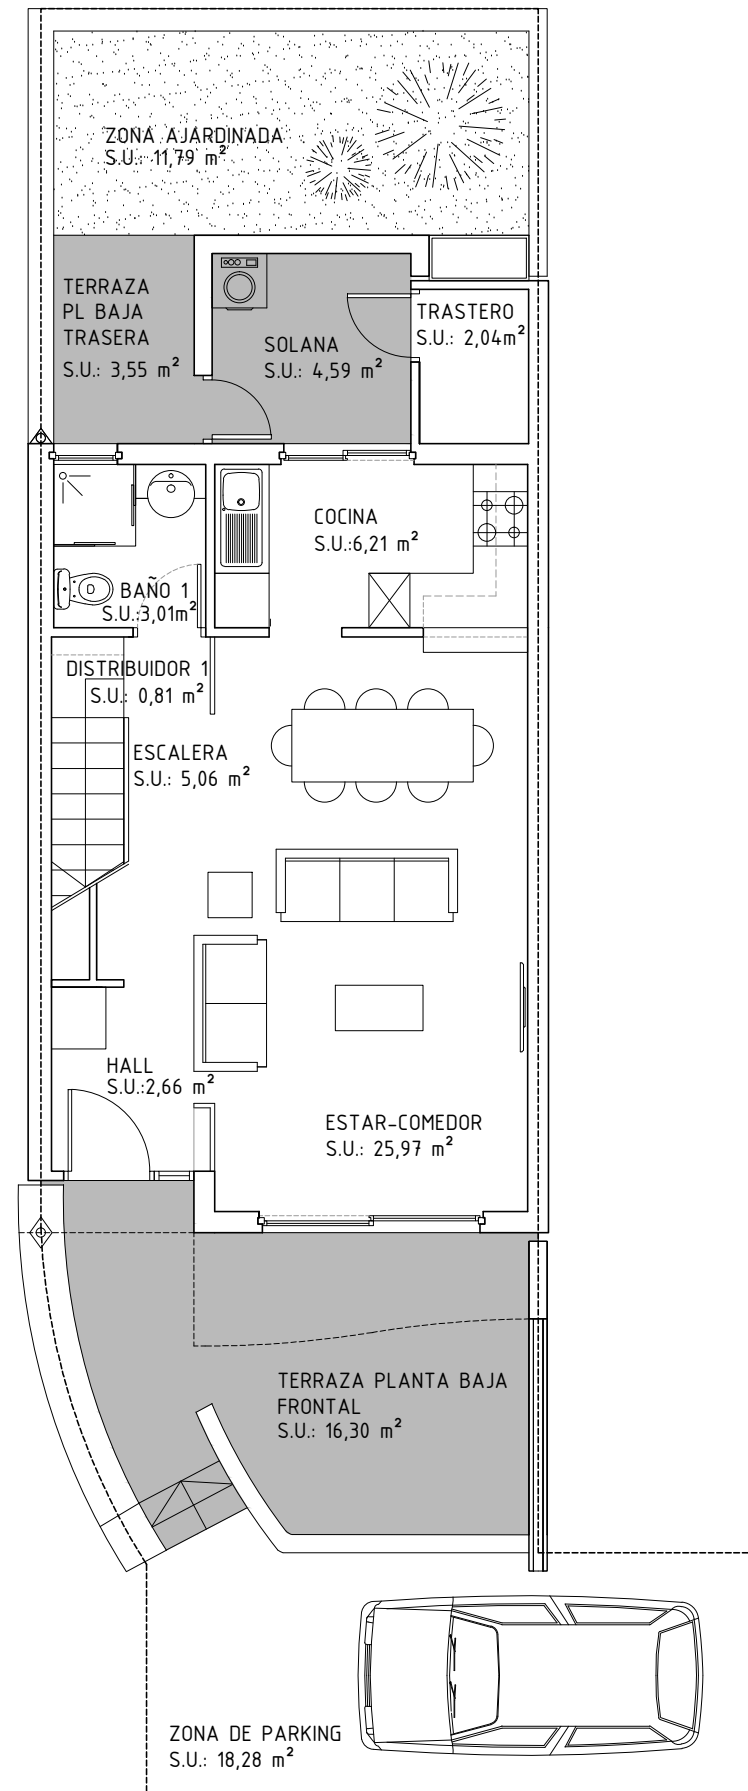 ZONA AJARDINADA
S.U.: 11,79 m²
TERRAZA
PL BAJA
TRASERA
S.U.: 3,55 m²
SOLANA
S.U.: 4,59 m²
TRASTERO
S.U.: 2,04m²
COCINA
S.U.:6,21 m²
BAÑO 1
S.U.:3,01m²
DISTRIBUIDOR 1
S.U.: 0,81 m²
ESCALERA
S.U.: 5,06 m²
HALL
S.U.:2,66 m²
ESTAR-COMEDOR
S.U.: 25,97 m²
TERRAZA PLANTA BAJA
FRONTAL
S.U.: 16,30 m²
ZONA DE PARKING
S.U.: 18,28 m²